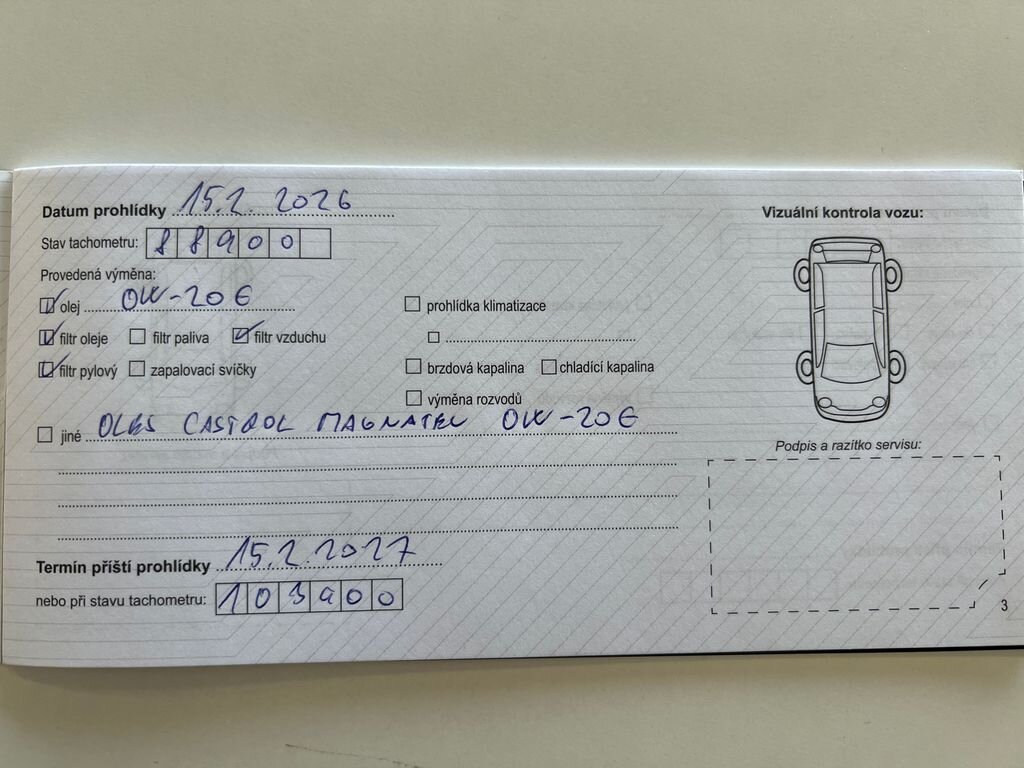 Datum prohlídky 15.2. 2026
Vizuální kontrola vozu:
Stav tachometru: 88900
Provedená výměna:
olej 0W-20 E
prohlídka klimatizace
filtr oleje filtr paliva filtr vzduchu
filtr pylový zapalovací svíčky
brzdová kapalina chladící kapalina
výměna rozvodů
jiné OLEJ CASTROL MAGNATEC 0W-20E
Podpis a razítko servisu:
Termín příští prohlídky 15.2.2027
nebo při stavu tachometru: 103900
3